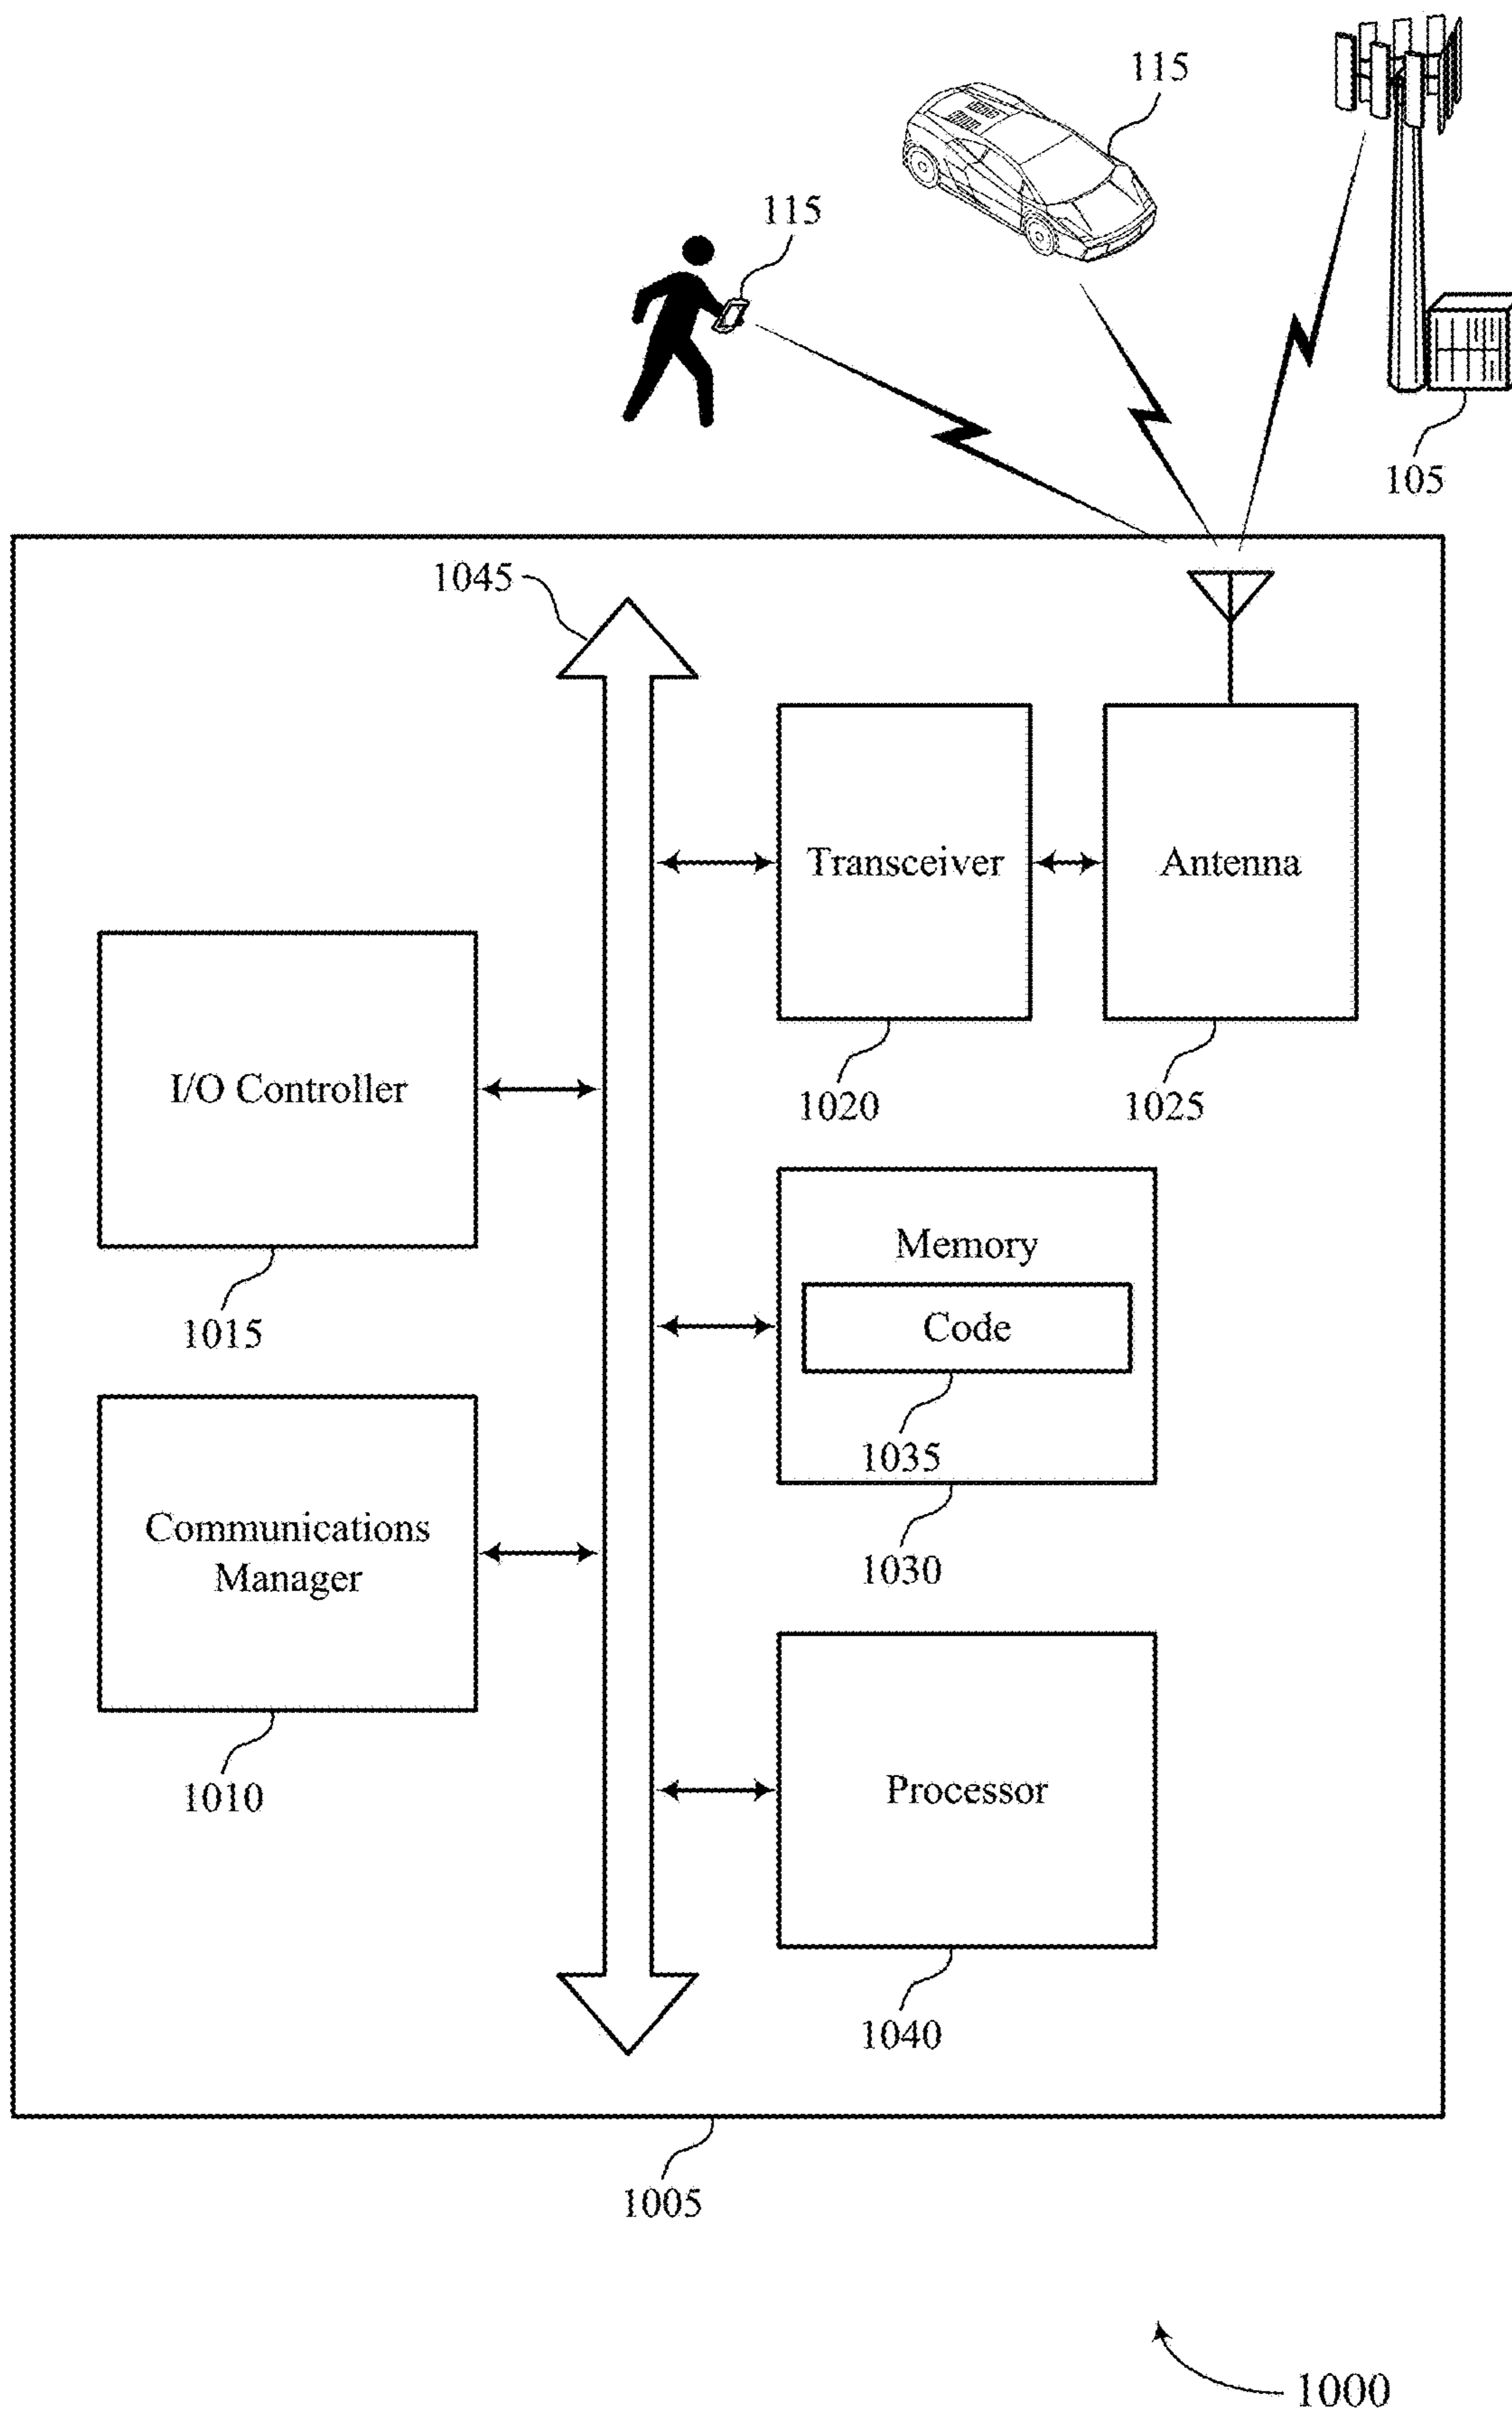 115
115
105
1045
Transceiver
Antenna
1020
1025
I/O Controller
1015
Memory
Code
1035
1030
Communications
Manager
1010
Processor
1040
1005
1000